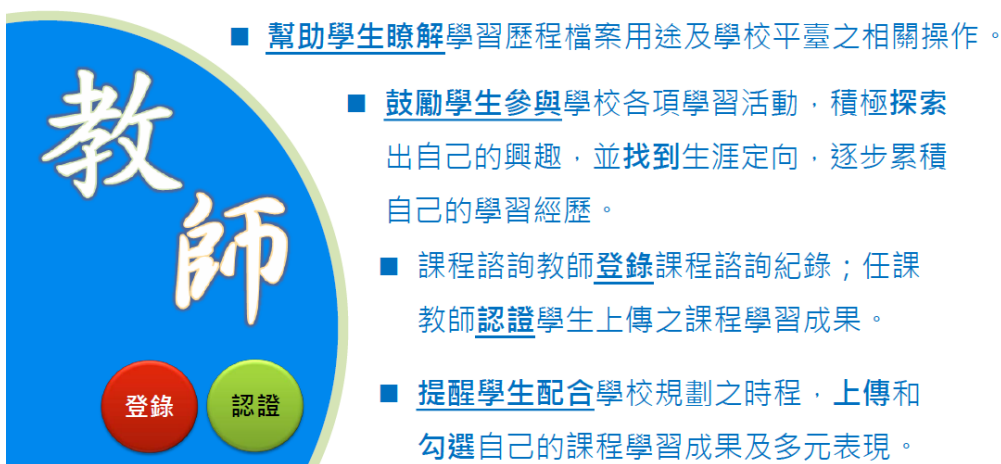 教師
登錄
認證
■ 幫助學生瞭解學習歷程檔案用途及學校平臺之相關操作。
■ 鼓勵學生參與學校各項學習活動，積極探索
出自己的興趣，並找到生涯定向，逐步累積
自己的學習經歷。
■ 課程諮詢教師登錄課程諮詢紀錄；任課
教師認證學生上傳之課程學習成果。
■ 提醒學生配合學校規劃之時程，上傳和
勾選自己的課程學習成果及多元表現。